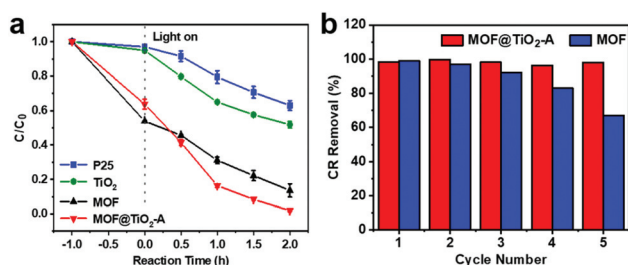 a
Light on
C/C₀
1.0
0.8
0.6
0.4
0.2
0.0
P25
TiO₂
MOF
MOF@TiO₂-A
-1.0 -0.5 0.0 0.5 1.0 1.5 2.0
Reaction Time (h)
b
MOF@TiO₂-A MOF
CR Removal (%)
100
80
60
40
20
0
1 2 3 4 5
Cycle Number